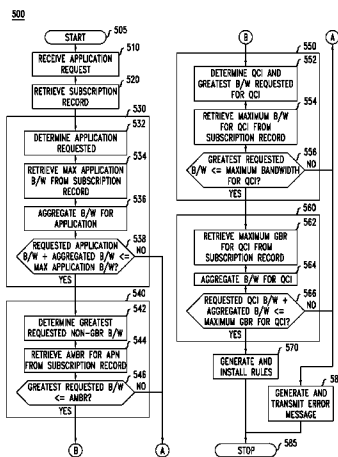 500
START
505
510
RECEIVE APPLICATION
REQUEST
520
RETRIEVE SUBSCRIPTION
RECORD
530
532
DETERMINE APPLICATION
REQUESTED
534
RETRIEVE MAX APPLICATION
B/W FROM SUBSCRIPTION
RECORD
536
AGGREGATE B/W FOR
APPLICATION
538
REQUESTED APPLICATION
B/W + AGGREGATED B/W <=
MAX APPLICATION B/W?
NO
YES
540
542
DETERMINE GREATEST
REQUESTED NON-GBR B/W
544
RETRIEVE AMBR FOR APN
FROM SUBSCRIPTION RECORD
546
GREATEST REQUESTED B/W
<= AMBR?
NO
YES
B
A
B
A
550
552
DETERMINE QCI AND
GREATEST B/W REQUESTED
FOR QCI
554
RETRIEVE MAXIMUM B/W
FOR QCI FROM
SUBSCRIPTION RECORD
556
GREATEST REQUESTED
B/W <= MAXIMUM BANDWIDTH
FOR QCI?
NO
YES
560
562
RETRIEVE MAXIMUM GBR
FOR QCI FROM
SUBSCRIPTION RECORD
564
AGGREGATE B/W FOR QCI
566
REQUESTED QCI B/W +
AGGREGATED B/W <=
MAXIMUM GBR FOR QCI?
NO
YES
570
GENERATE AND
INSTALL RULES
GENERATE AND
TRANSMIT ERROR
MESSAGE
STOP
585